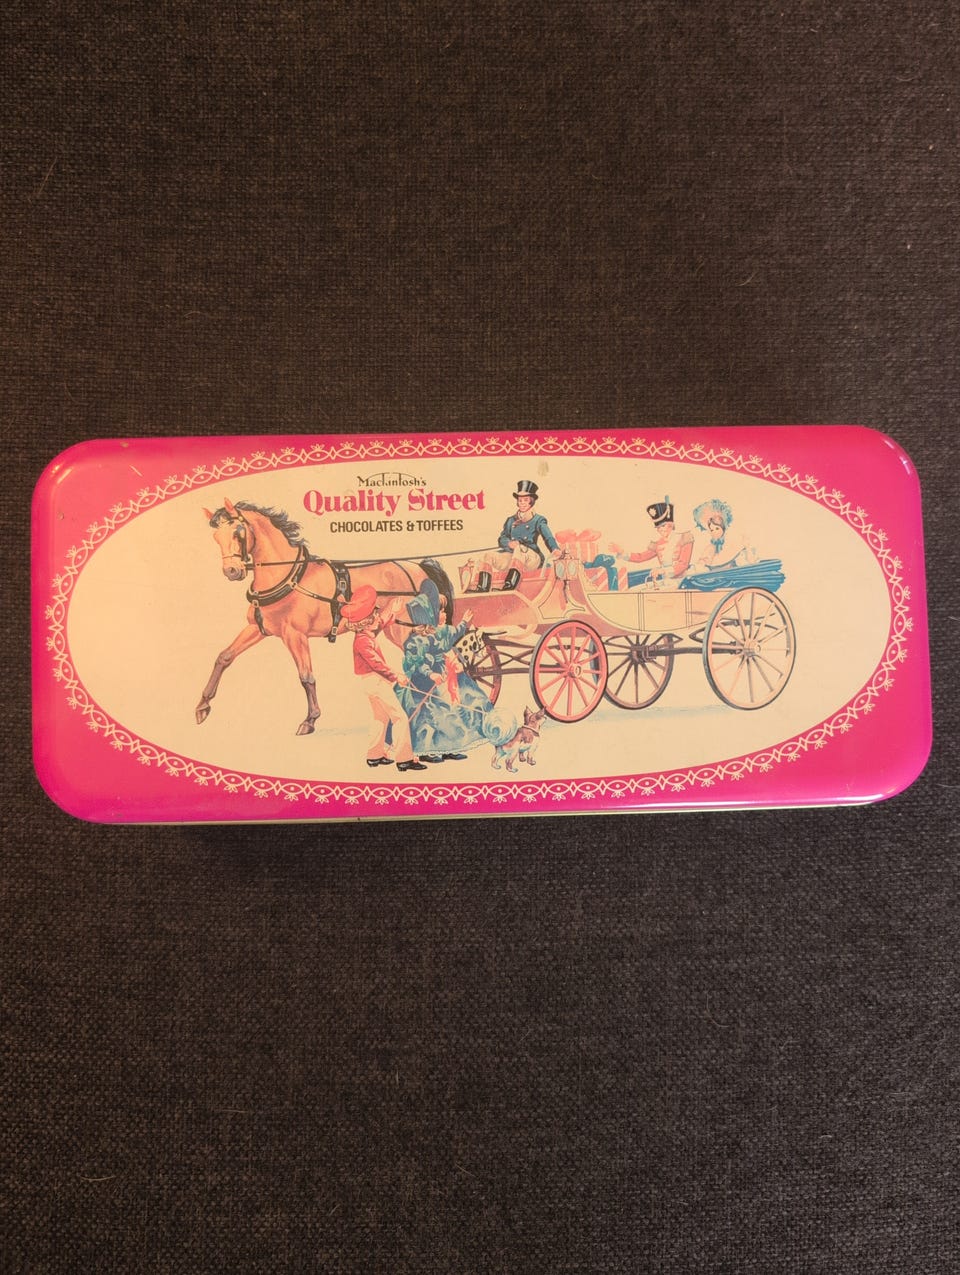 Mackintosh's
Quality Street
CHOCOLATES & TOFFEES